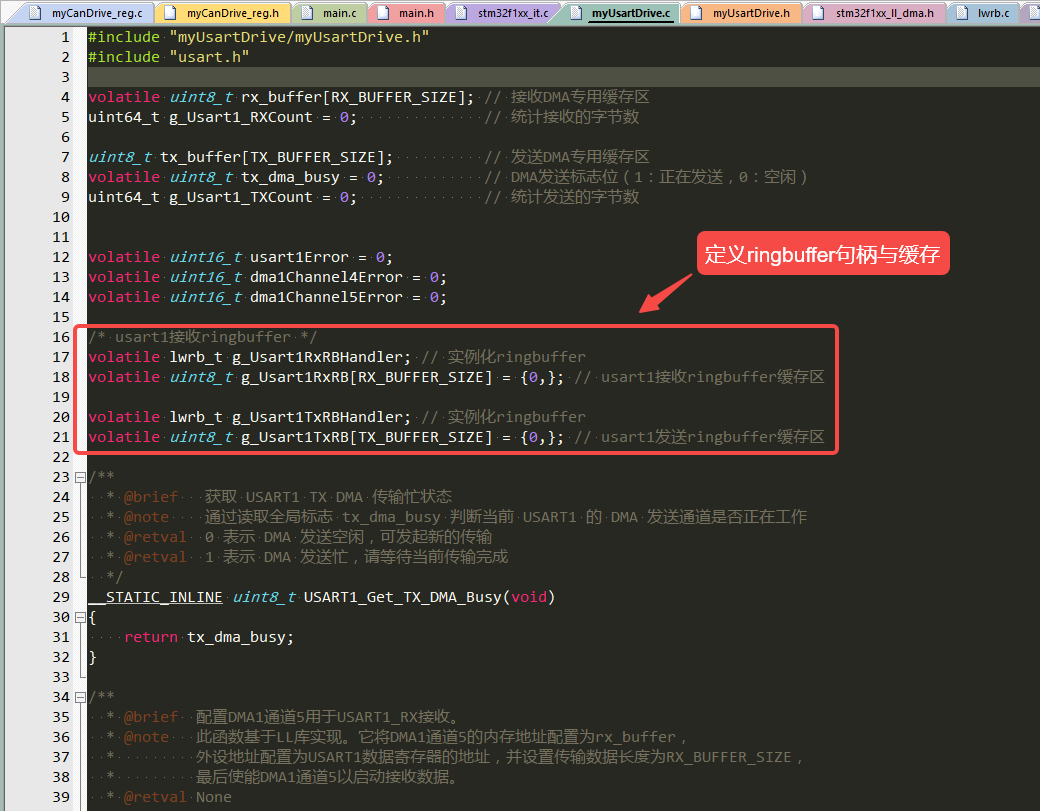 myCanDrive_reg.c myCanDrive_reg.h main.c main.h stm32f1xx_it.c myUsartDrive.c myUsartDrive.h stm32f1xx_ll_dma.h lwrb.c
1 #include "myUsartDrive/myUsartDrive.h"
2 #include "usart.h"
3
4 volatile uint8_t rx_buffer[RX_BUFFER_SIZE]; // 接收DMA专用缓存区
5 uint64_t g_Usart1_RXCount = 0; // 统计接收的字节数
6
7 uint8_t tx_buffer[TX_BUFFER_SIZE]; // 发送DMA专用缓存区
8 volatile uint8_t tx_dma_busy = 0; // DMA发送标志位（1：正在发送，0：空闲）
9 uint64_t g_Usart1_TXCount = 0; // 统计发送的字节数
10
11
定义ringbuffer句柄与缓存
12 volatile uint16_t usart1Error = 0;
13 volatile uint16_t dma1Channel4Error = 0;
14 volatile uint16_t dma1Channel5Error = 0;
15
16 /* usart1接收ringbuffer */
17 volatile lwrb_t g_Usart1RxRBHandler; // 实例化ringbuffer
18 volatile uint8_t g_Usart1RxRB[RX_BUFFER_SIZE] = {0,}; // usart1接收ringbuffer缓存区
19
20 volatile lwrb_t g_Usart1TxRBHandler; // 实例化ringbuffer
21 volatile uint8_t g_Usart1TxRB[TX_BUFFER_SIZE] = {0,}; // usart1发送ringbuffer缓存区
22
23 /**
24 * @brief 获取 USART1 TX DMA 传输忙状态
25 * @note 通过读取全局标志 tx_dma_busy 判断当前 USART1 的 DMA 发送通道是否正在工作
26 * @retval 0 表示 DMA 发送空闲，可发起新的传输
27 * @retval 1 表示 DMA 发送忙，请等待当前传输完成
28 */
29 __STATIC_INLINE uint8_t USART1_Get_TX_DMA_Busy(void)
30 {
31 return tx_dma_busy;
32 }
33
34 /**
35 * @brief 配置DMA1通道5用于USART1_RX接收。
36 * @note 此函数基于LL库实现。它将DMA1通道5的内存地址配置为rx_buffer，
37 * 外设地址配置为USART1数据寄存器的地址，并设置传输数据长度为RX_BUFFER_SIZE，
38 * 最后使能DMA1通道5以启动接收数据。
39 * @retval None